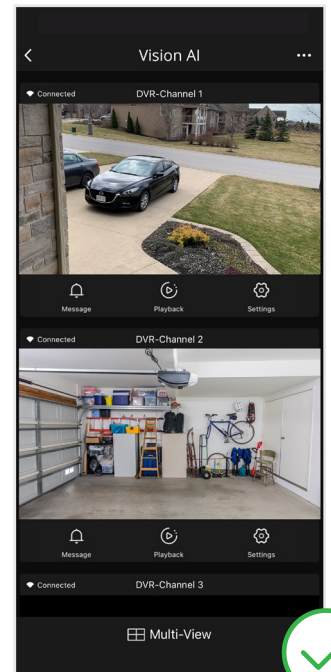 Vision AI
Connected DVR-Channel 1
Message Playback Settings
Connected DVR-Channel 2
Message Playback Settings
Connected DVR-Channel 3
Multi-View